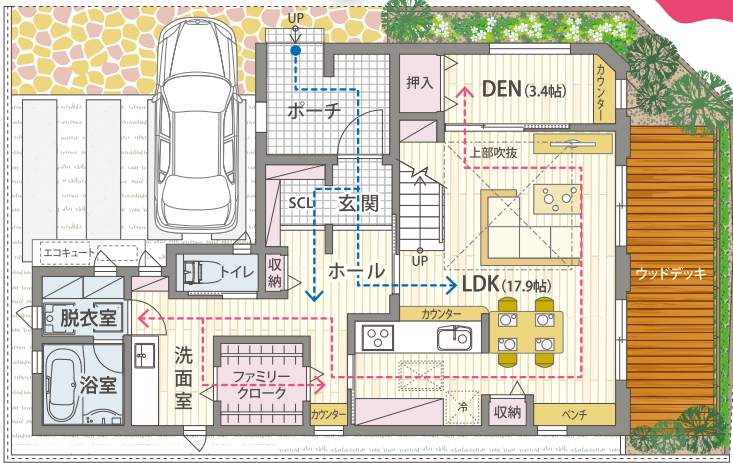 UP
ポーチ
押入
DEN(3.4帖)
カウンター
上部吹抜
SCL
玄関
UP
エコキュート
トイレ
収納
ホール
LDK(17.9帖)
ウッドデッキ
脱衣室
カウンター
洗面室
浴室
ファミリー
クローク
カウンター
冷
収納
ベンチ